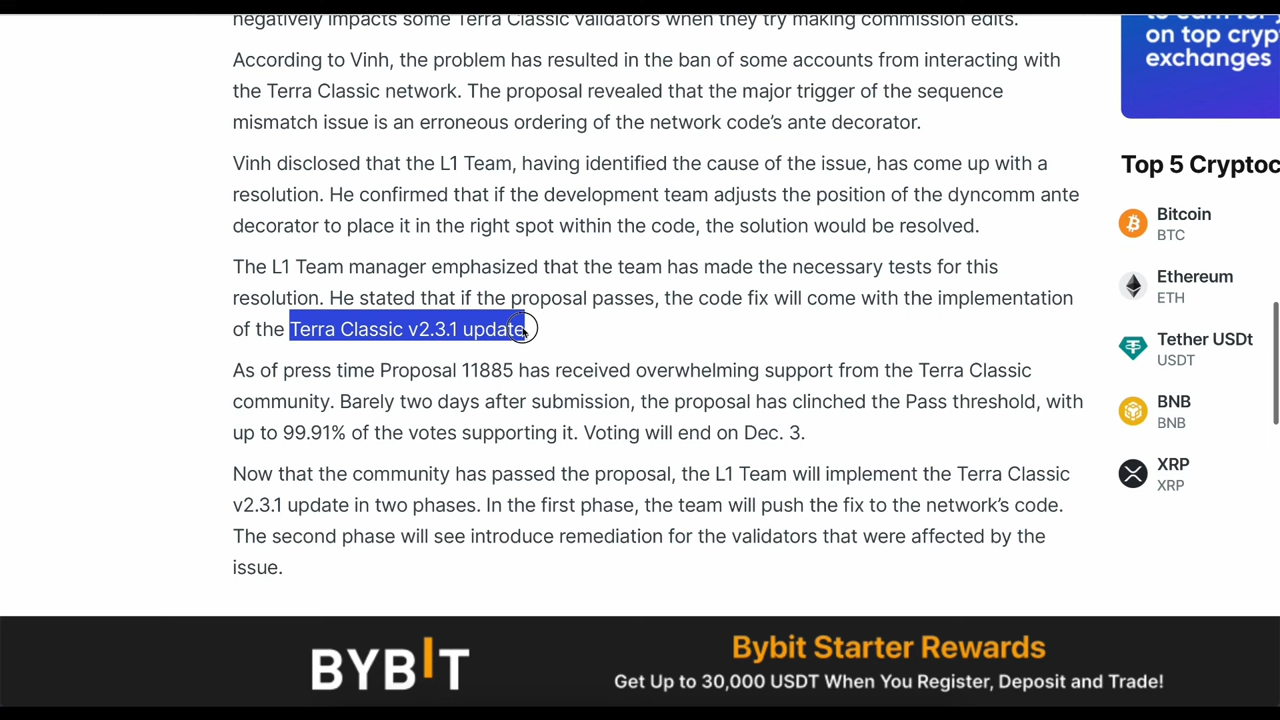 negatively impacts some Terra Classic validators when they try making commission edits.
According to Vinh, the problem has resulted in the ban of some accounts from interacting with
the Terra Classic network. The proposal revealed that the major trigger of the sequence
mismatch issue is an erroneous ordering of the network code’s ante decorator.
Vinh disclosed that the L1 Team, having identified the cause of the issue, has come up with a
resolution. He confirmed that if the development team adjusts the position of the dyncomm ante
decorator to place it in the right spot within the code, the solution would be resolved.
The L1 Team manager emphasized that the team has made the necessary tests for this
resolution. He stated that if the proposal passes, the code fix will come with the implementation
of the Terra Classic v2.3.1 update
As of press time Proposal 11885 has received overwhelming support from the Terra Classic
community. Barely two days after submission, the proposal has clinched the Pass threshold, with
up to 99.91% of the votes supporting it. Voting will end on Dec. 3.
Now that the community has passed the proposal, the L1 Team will implement the Terra Classic
v2.3.1 update in two phases. In the first phase, the team will push the fix to the network’s code.
The second phase will see introduce remediation for the validators that were affected by the
issue.
to earn for
on top cryp
exchanges
Top 5 Cryptoc
Bitcoin
BTC
Ethereum
ETH
Tether USDt
USDT
BNB
BNB
XRP
XRP
BYBIT
Bybit Starter Rewards
Get Up to 30,000 USDT When You Register, Deposit and Trade!